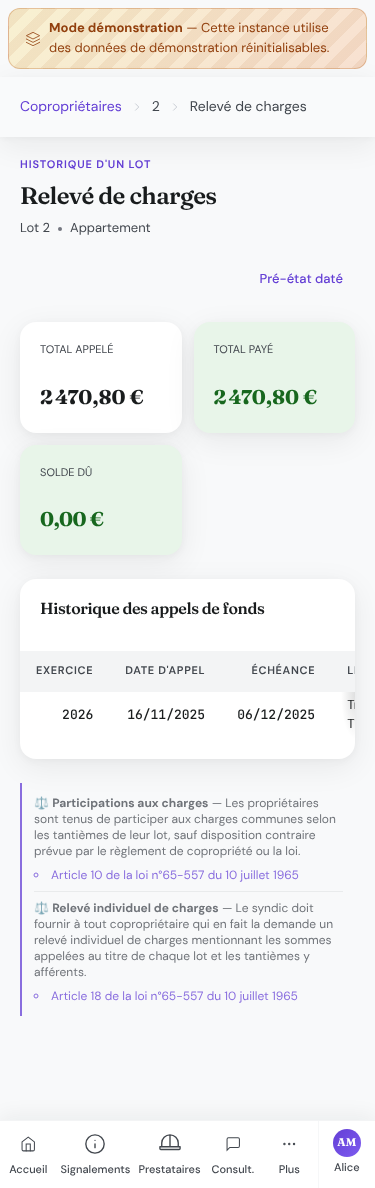 Mode démonstration — Cette instance utilise
des données de démonstration réinitialisables.
Copropriétaires > 2 > Relevé de charges
HISTORIQUE D'UN LOT
Relevé de charges
Lot 2 • Appartement
Pré-état daté
TOTAL APPELÉ
2 470,80 €
TOTAL PAYÉ
2 470,80 €
SOLDE DÛ
0,00 €
Historique des appels de fonds
EXERCICE DATE D'APPEL ÉCHÉANCE
2026 16/11/2025 06/12/2025
⚖️ Participations aux charges — Les propriétaires
sont tenus de participer aux charges communes selon
les tantièmes de leur lot, sauf disposition contraire
prévue par le règlement de copropriété ou la loi.
Article 10 de la loi n°65-557 du 10 juillet 1965
⚖️ Relevé individuel de charges — Le syndic doit
fournir à tout copropriétaire qui en fait la demande un
relevé individuel de charges mentionnant les sommes
appelées au titre de chaque lot et les tantièmes y
afférents.
Article 18 de la loi n°65-557 du 10 juillet 1965
Accueil Signalements Prestataires Consult. Plus
AM
Alice